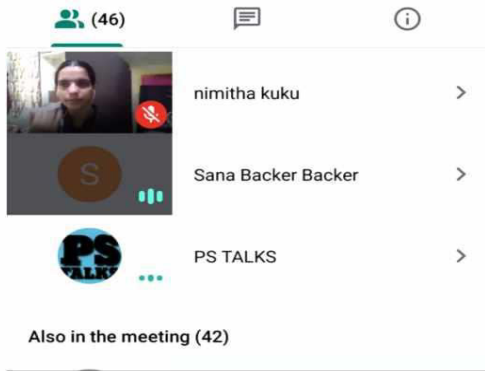 (46)
nimitha kuku
S
Sana Backer Backer
PS
TALKS
PS TALKS
Also in the meeting (42)